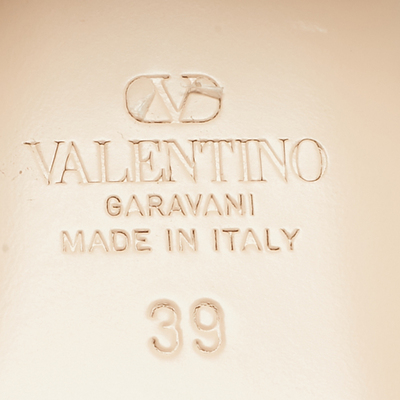 V
VALENTINO
GARAVANI
MADE IN ITALY
39